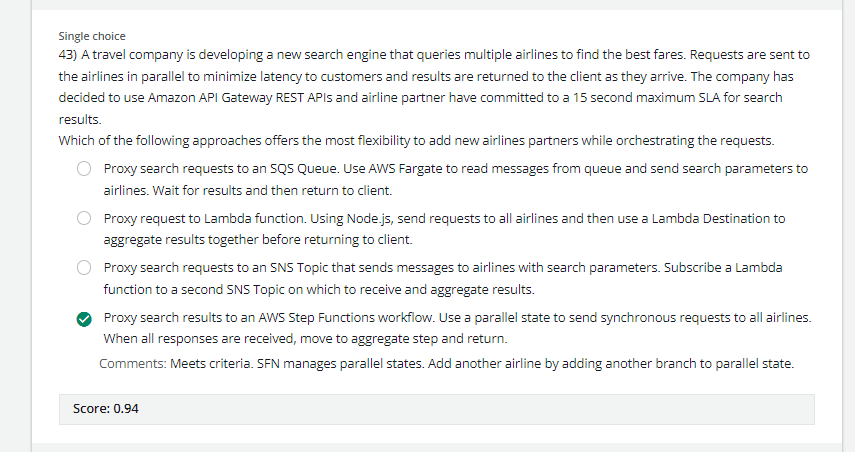 Single choice
43) A travel company is developing a new search engine that queries multiple airlines to find the best fares. Requests are sent to
the airlines in parallel to minimize latency to customers and results are returned to the client as they arrive. The company has
decided to use Amazon API Gateway REST APIs and airline partner have committed to a 15 second maximum SLA for search
results.
Which of the following approaches offers the most flexibility to add new airlines partners while orchestrating the requests.
Proxy search requests to an SQS Queue. Use AWS Fargate to read messages from queue and send search parameters to
airlines. Wait for results and then return to client.
Proxy request to Lambda function. Using Node.js, send requests to all airlines and then use a Lambda Destination to
aggregate results together before returning to client.
Proxy search requests to an SNS Topic that sends messages to airlines with search parameters. Subscribe a Lambda
function to a second SNS Topic on which to receive and aggregate results.
Proxy search results to an AWS Step Functions workflow. Use a parallel state to send synchronous requests to all airlines.
When all responses are received, move to aggregate step and return.
Comments: Meets criteria. SFN manages parallel states. Add another airline by adding another branch to parallel state.
Score: 0.94